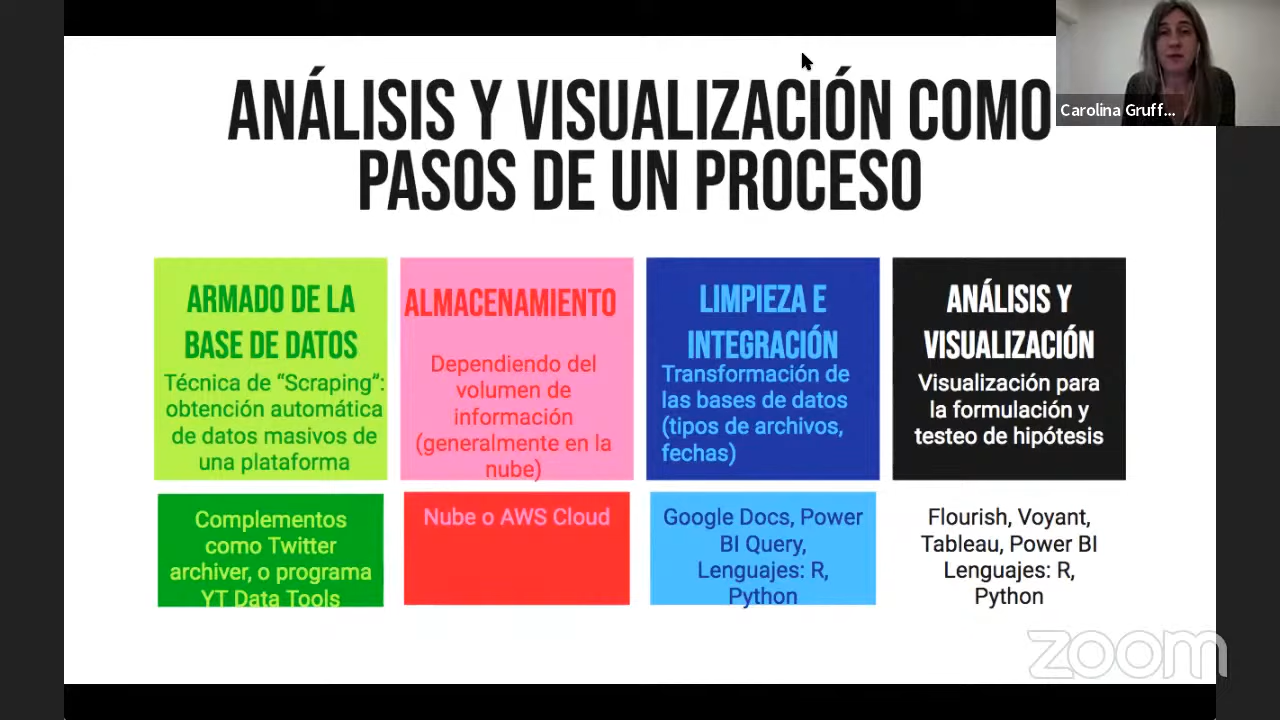 ANÁLISIS Y VISUALIZACIÓN COMO
PASOS DE UN PROCESO
Carolina Gruff...
ARMADO DE LA
BASE DE DATOS
Técnica de “Scraping”:
obtención automática
de datos masivos de
una plataforma
ALMACENAMIENTO
Dependiendo del
volumen de
información
(generalmente en la
nube)
LIMPIEZA E
INTEGRACIÓN
Transformación de
las bases de datos
(tipos de archivos,
fechas)
ANÁLISIS Y
VISUALIZACIÓN
Visualización para
la formulación y
testeo de hipótesis
Complementos
como Twitter
archiver, o programa
YT Data Tools
Nube o AWS Cloud
Google Docs, Power
BI Query,
Lenguajes: R,
Python
Flourish, Voyant,
Tableau, Power BI
Lenguajes: R,
Python
zoom